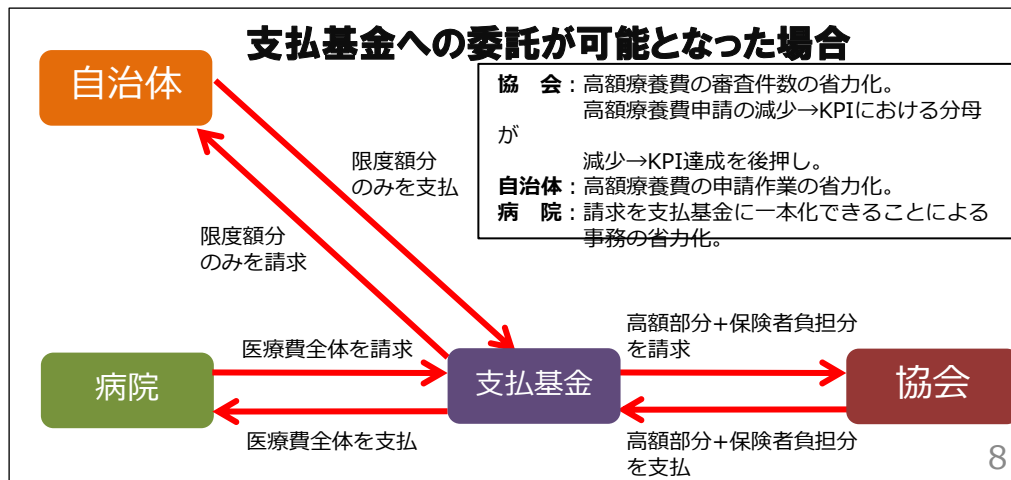 支払基金への委託が可能となった場合
自治体
協　会：高額療養費の審査件数の省力化。
高額療養費申請の減少→KPIにおける分母
が
減少→KPI達成を後押し。
自治体：高額療養費の申請作業の省力化。
病　院：請求を支払基金に一本化できることによる
事務の省力化。
限度額分
のみを支払
限度額分
のみを請求
医療費全体を請求
高額部分+保険者負担分
を請求
病院
支払基金
協会
医療費全体を支払
高額部分+保険者負担分
を支払
8